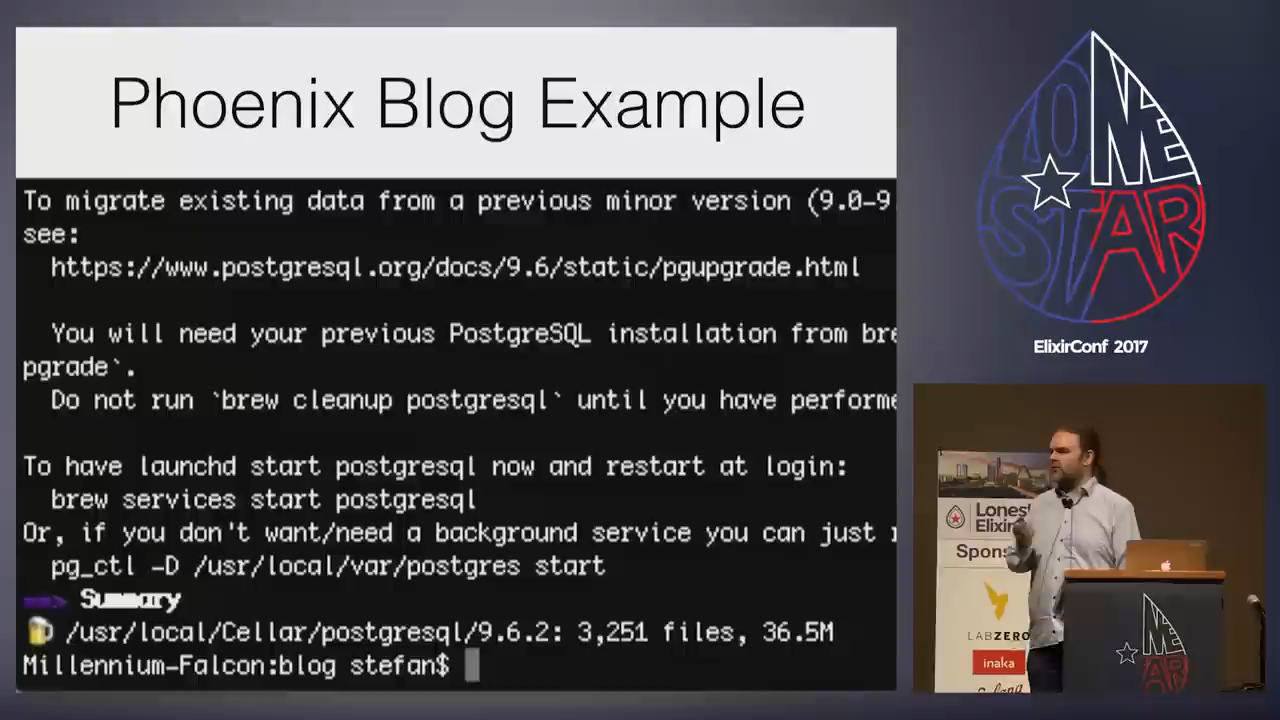 Phoenix Blog Example
To migrate existing data from a previous minor version (9.0-9
see:
https://www.postgresql.org/docs/9.6/static/pgupgrade.html
You will need your previous PostgreSQL installation from bre
pgrade`.
Do not run `brew cleanup postgresql` until you have performe
To have launchd start postgresql now and restart at login:
brew services start postgresql
Or, if you don't want/need a background service you can just
pg_ctl -D /usr/local/var/postgres start
==> Summary
/usr/local/Cellar/postgresql/9.6.2: 3,251 files, 36.5M
Millennium-Falcon:blog stefan$
LONE
STAR
ElixirConf 2017
Lones
Elixir
Spons
LABZERO
inaka
NE
AR